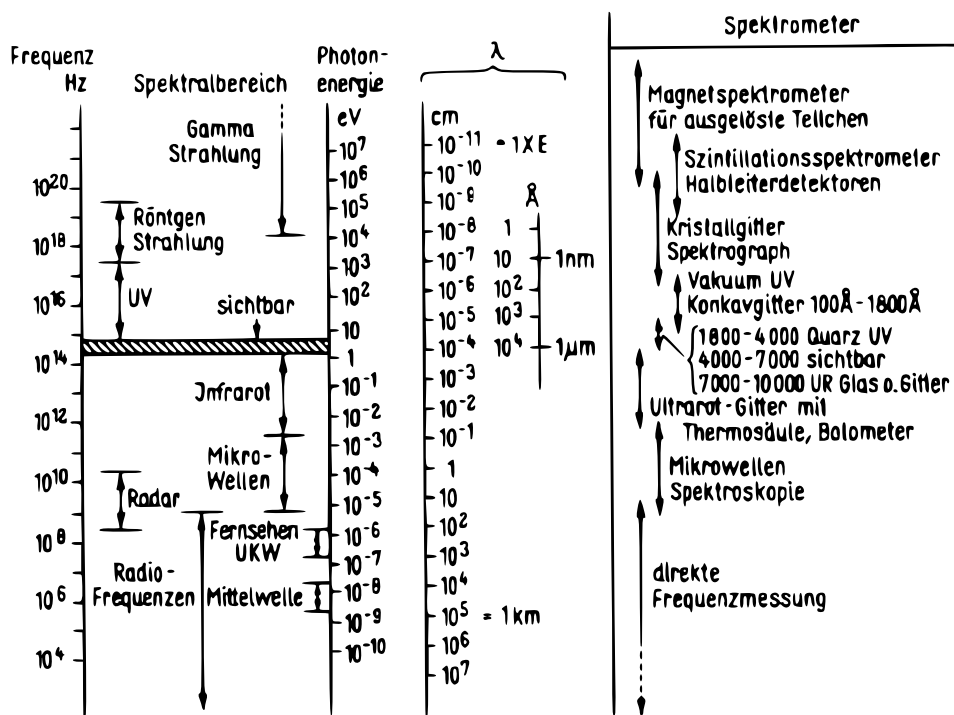 Spektrometer
Frequenz
Hz
Spektralbereich
Photon-
energie
eV
λ
cm
Å
10²⁰
10¹⁸
10¹⁶
10¹⁴
10¹²
10¹⁰
10⁸
10⁶
10⁴
Gamma
Strahlung
Röntgen
Strahlung
UV
sichtbar
Jnfrarot
Mikro-
Wellen
Radar
Fernsehen
UKW
Radio-
Frequenzen
Mittelwelle
10⁷
10⁶
10⁵
10⁴
10³
10²
10
1
10⁻¹
10⁻²
10⁻³
10⁻⁴
10⁻⁵
10⁻⁶
10⁻⁷
10⁻⁸
10⁻⁹
10⁻¹⁰
10⁻¹¹ = 1XE
10⁻¹⁰
10⁻⁹
10⁻⁸ 1
10⁻⁷ 10 1nm
10⁻⁶ 10²
10⁻⁵ 10³
10⁻⁴ 10⁴ 1µm
10⁻³
10⁻²
10⁻¹
1
10
10²
10³
10⁴
10⁵ = 1km
10⁶
10⁷
Magnetspektrometer
für ausgelöste Teilchen
Szintillationsspektrometer
Halbleiterdetektoren
Kristallgitter
Spektrograph
Vakuum UV
Konkavgitter 100Å-1800Å
1800-4000 Quarz UV
4000-7000 sichtbar
7000-10000 UR Glas o. Gitter
Ultrarot-Gitter mit
Thermosäule, Bolometer
Mikrowellen
Spektroskopie
direkte
Frequenzmessung